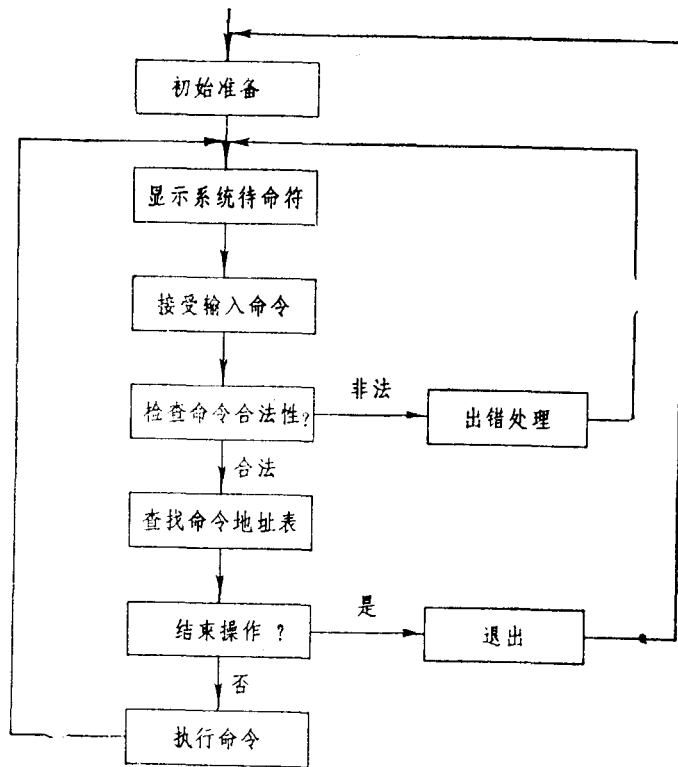 初始准备
显示系统待命符
接受输入命令
检查命令合法性?
非法
出错处理
合法
查找命令地址表
结束操作?
是
退出
否
执行命令